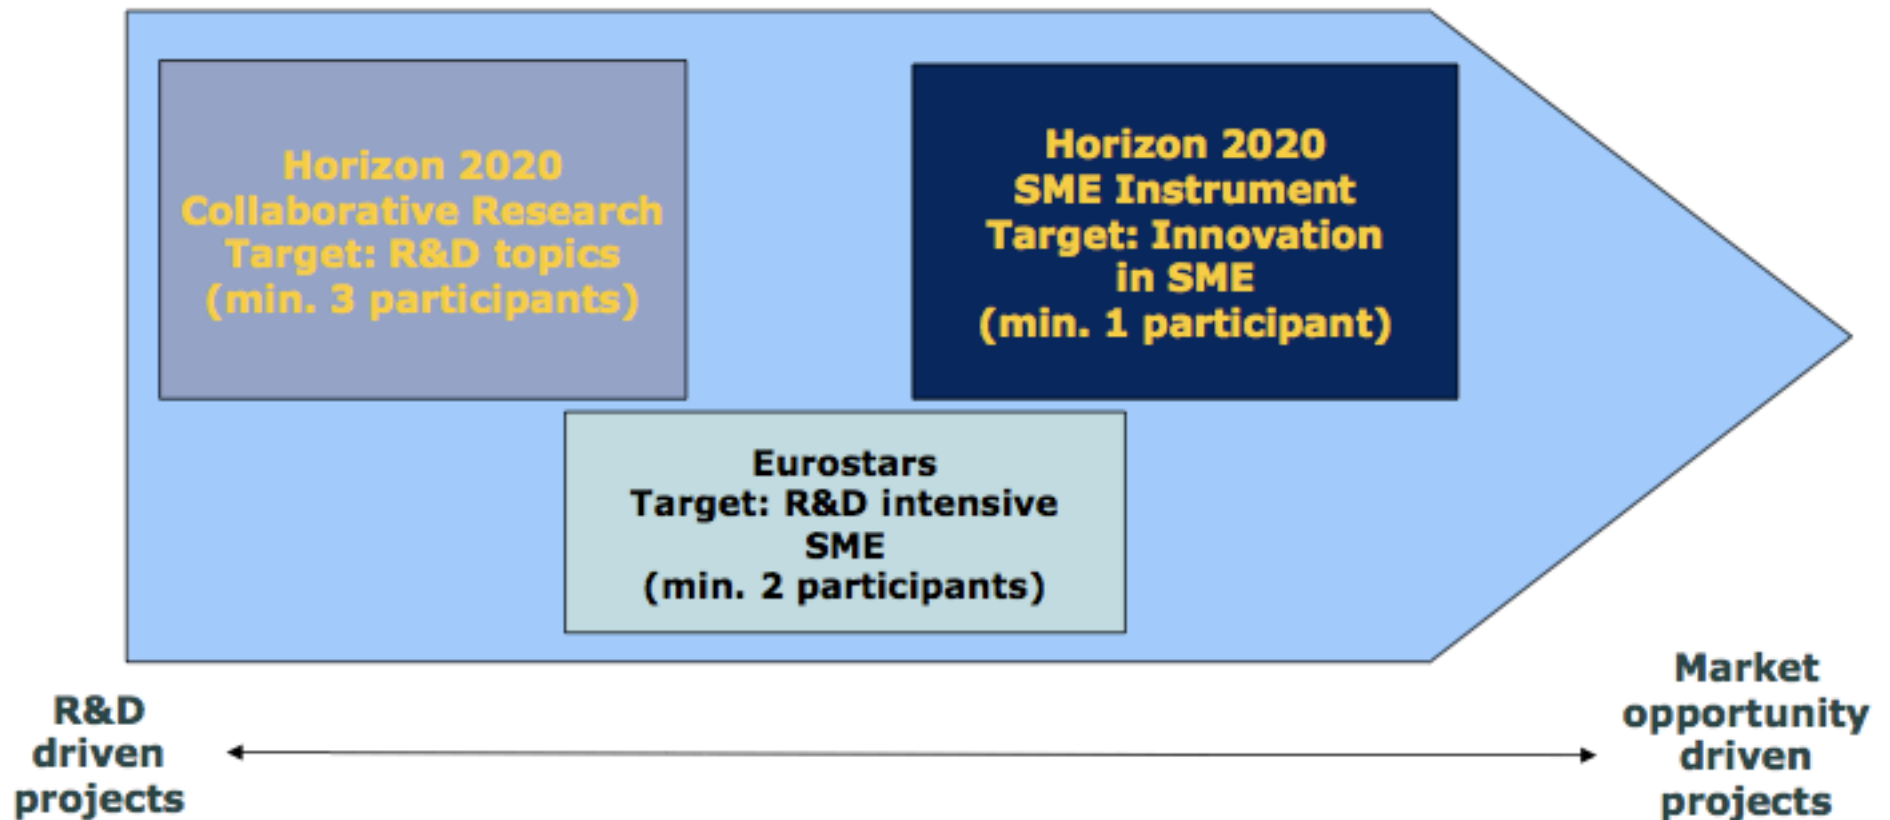 Horizon 2020
Collaborative Research
Target: R&D topics
(min. 3 participants)
Horizon 2020
SME Instrument
Target: Innovation
in SME
(min. 1 participant)
Eurostars
Target: R&D intensive
SME
(min. 2 participants)
R&D
driven
projects
Market
opportunity
driven
projects